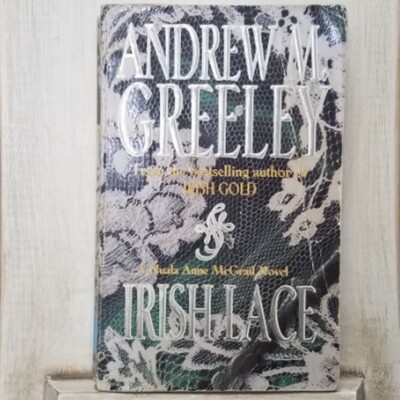 ANDREW M.
GREELEY
From the bestselling author of
IRISH GOLD
A Nuala Anne McGrail Novel
IRISH LACE